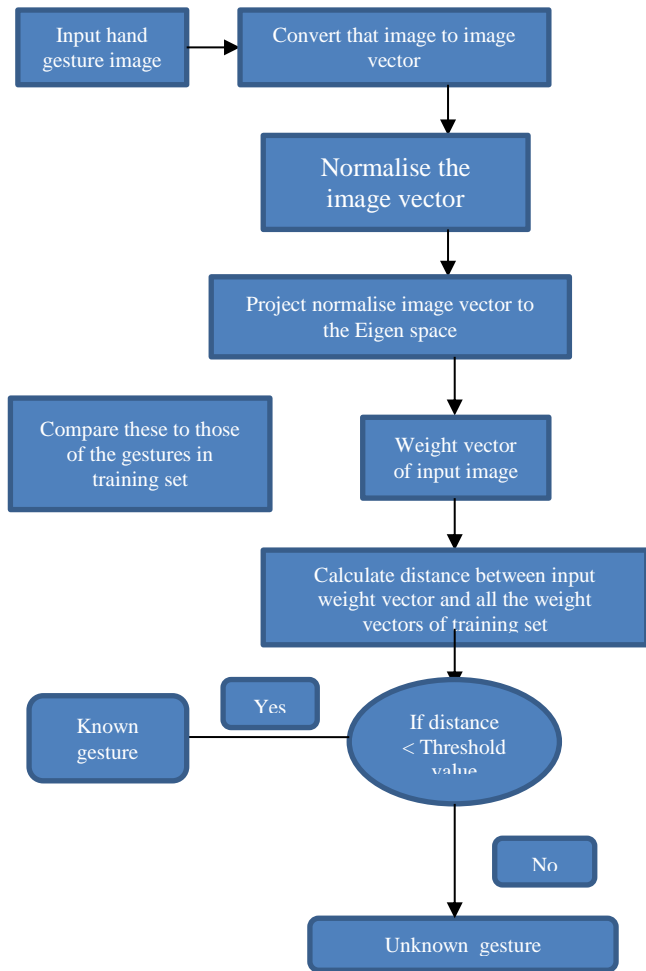 Input hand
gesture image
Convert that image to image
vector
Normalise the
image vector
Project normalise image vector to
the Eigen space
Compare these to those
of the gestures in
training set
Weight vector
of input image
Calculate distance between input
weight vector and all the weight
vectors of training set
Yes
Known
gesture
If distance
< Threshold
value
No
Unknown gesture